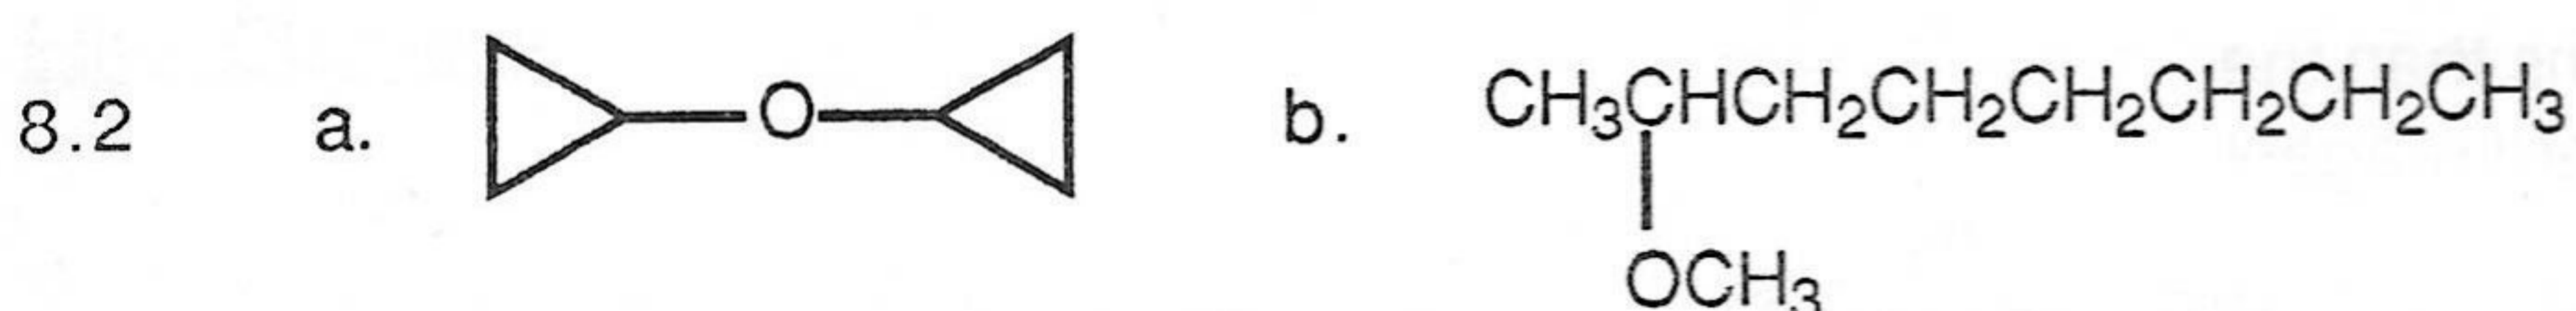 8.2 a. O b. CH₃CHCH₂CH₂CH₂CH₂CH₂CH₃
OCH₃